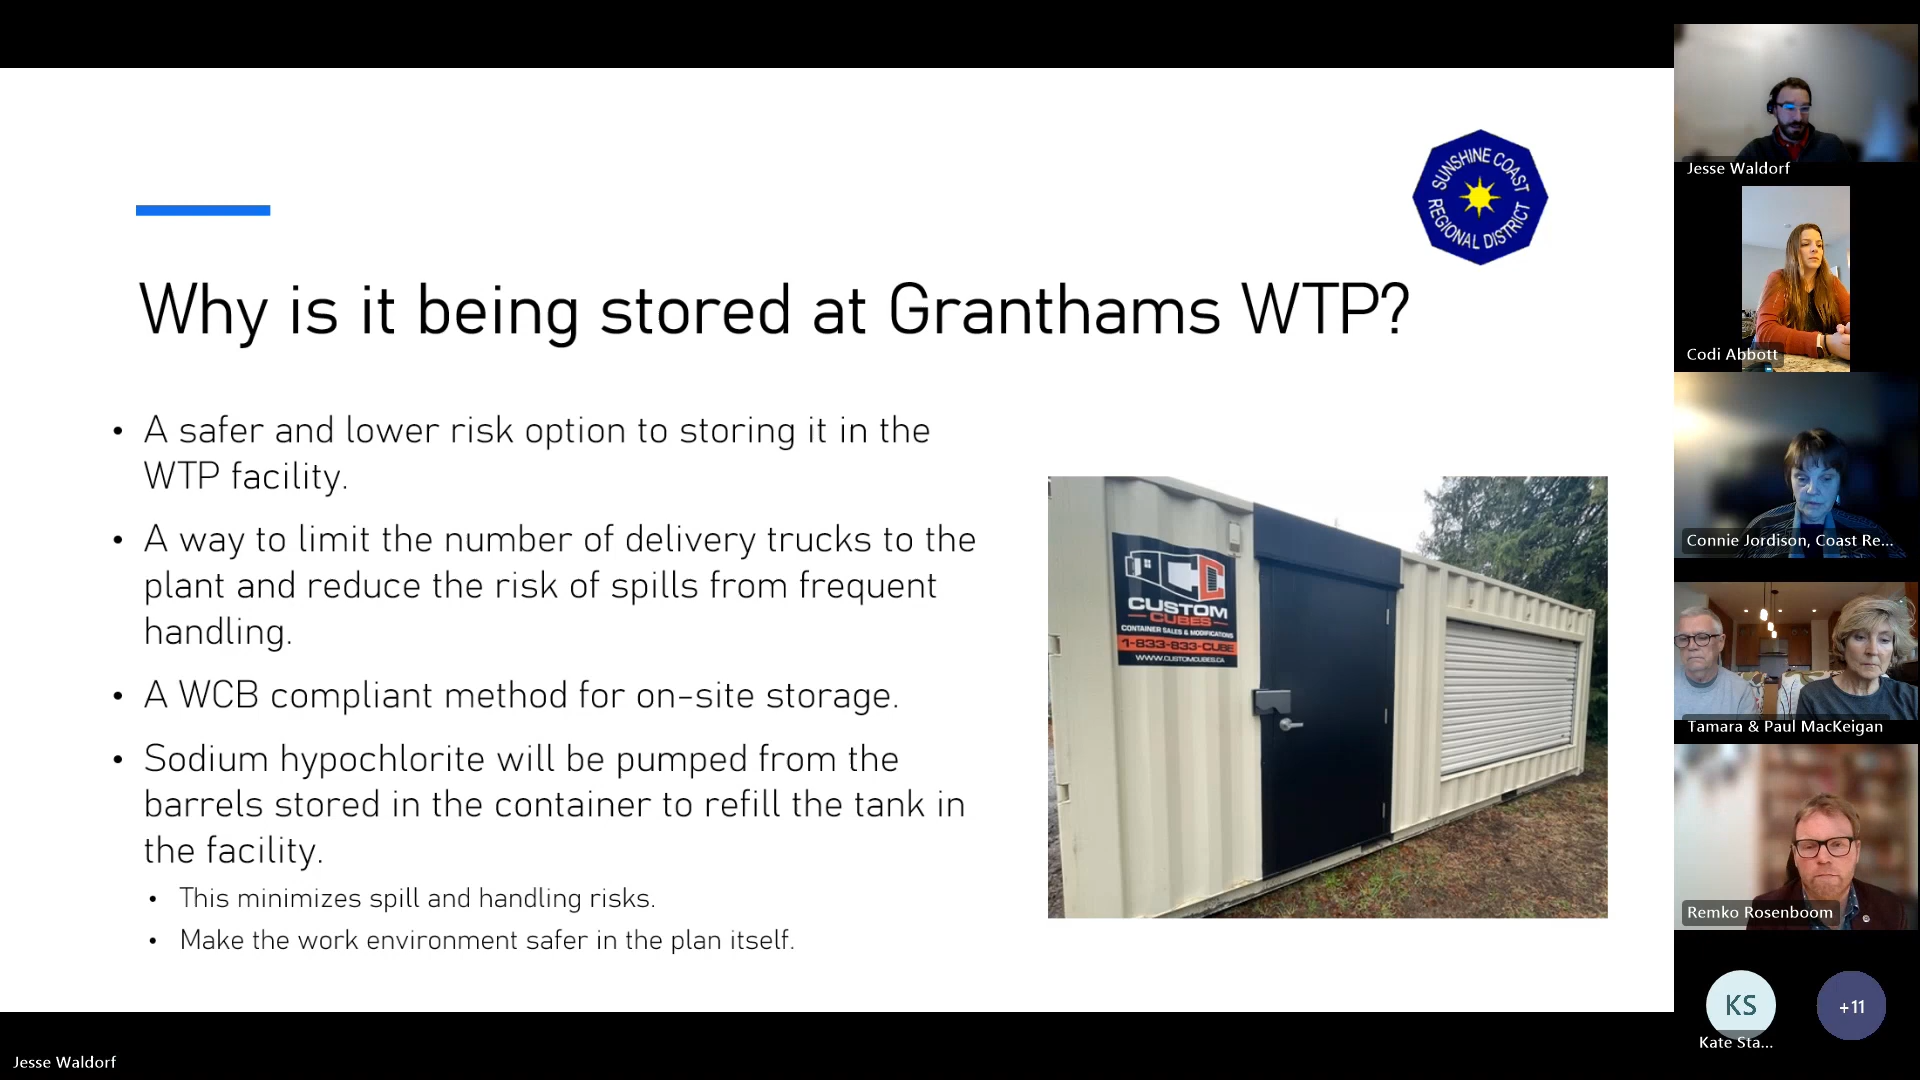 SUNSHINE COAST
REGIONAL DISTRICT
Why is it being stored at Granthams WTP?
• A safer and lower risk option to storing it in the
WTP facility.
• A way to limit the number of delivery trucks to the
plant and reduce the risk of spills from frequent
handling.
• A WCB compliant method for on-site storage.
• Sodium hypochlorite will be pumped from the
barrels stored in the container to refill the tank in
the facility.
• This minimizes spill and handling risks.
• Make the work environment safer in the plan itself.
CUSTOM
CUBES
CONTAINER SALES & MODIFICATIONS
1-833-833-CUBE
WWW.CUSTOMCUBES.CA
Jesse Waldorf
Codi Abbott
Connie Jordison, Coast Re...
Tamara & Paul MacKeigan
Remko Rosenboom
KS
+11
Kate Sta...
Jesse Waldorf